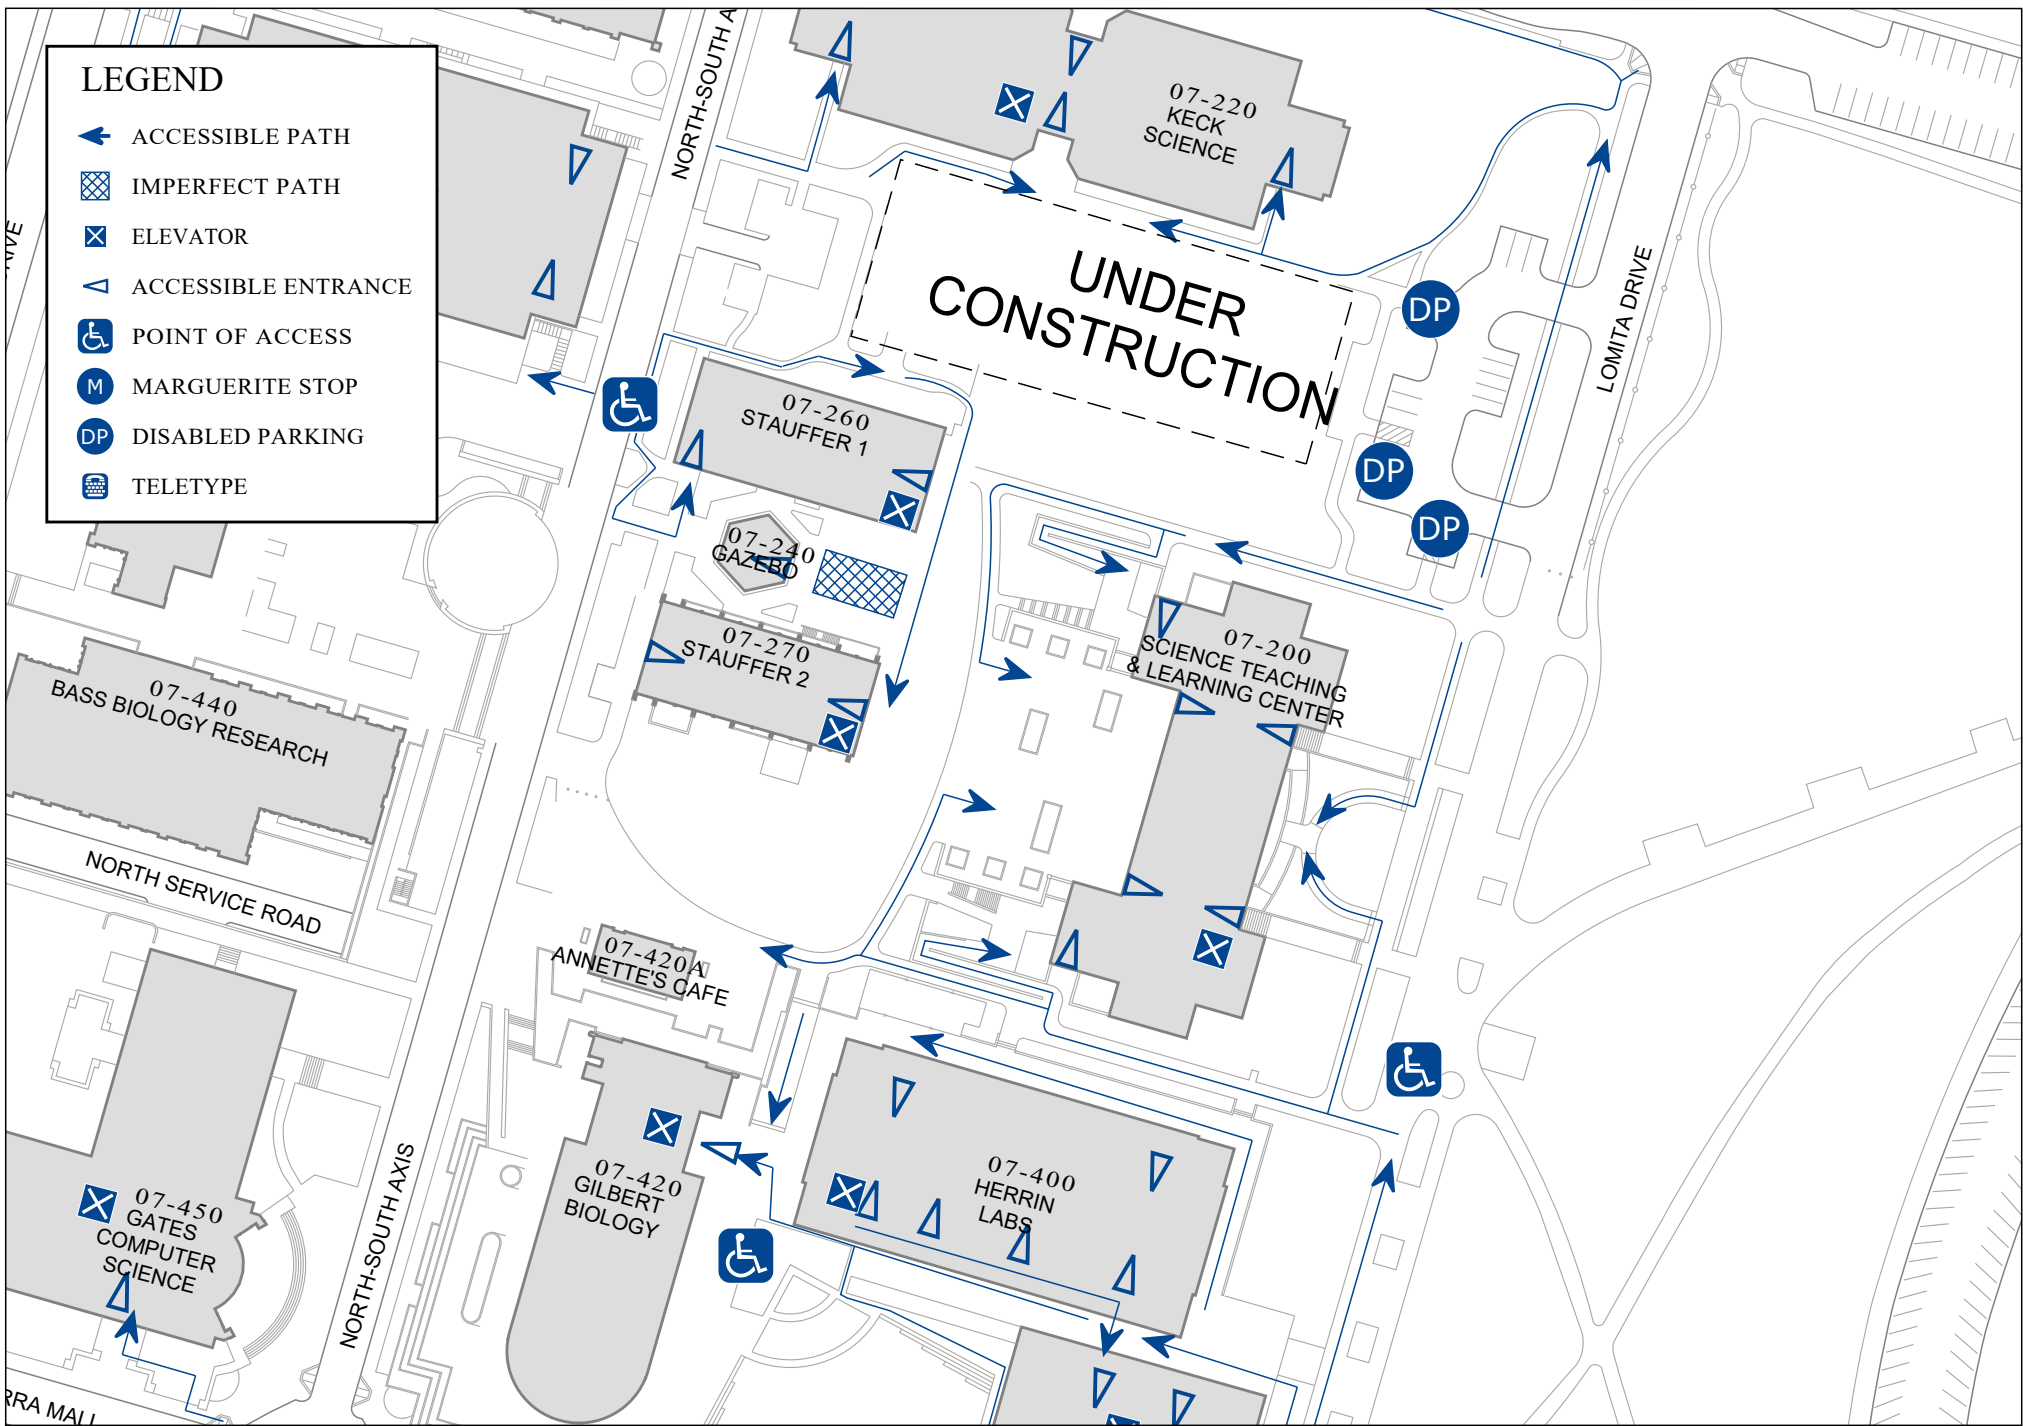 LEGEND
ACCESSIBLE PATH
IMPERFECT PATH
ELEVATOR
ACCESSIBLE ENTRANCE
POINT OF ACCESS
M
MARGUERITE STOP
DP
DISABLED PARKING
TELETYPE
NORTH-SOUTH A
07-220
KECK
SCIENCE
UNDER
CONSTRUCTION
DP
DP
DP
LOMITA DRIVE
RIVE
07-260
STAUFFER 1
07-240
GAZEBO
07-270
STAUFFER 2
07-200
SCIENCE TEACHING
& LEARNING CENTER
07-440
BASS BIOLOGY RESEARCH
NORTH SERVICE ROAD
07-420A
ANNETTE'S CAFE
07-420
GILBERT
BIOLOGY
07-400
HERRIN
LABS
07-450
GATES
COMPUTER
SCIENCE
NORTH-SOUTH AXIS
RRA MALL